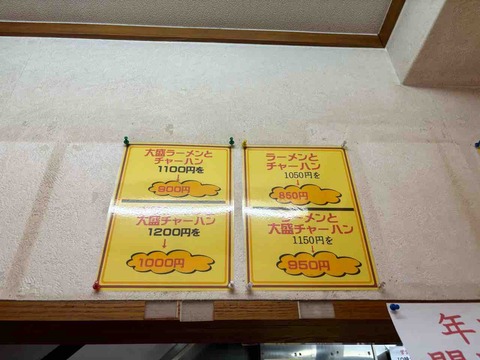 大盛ラーメンと
チャーハン
1100円を
↓
900円
大盛チャーハン
1200円を
↓
1000円
ラーメンと
チャーハン
1050円を
↓
850円
ラーメンと
大盛チャーハン
1150円を
↓
950円
年